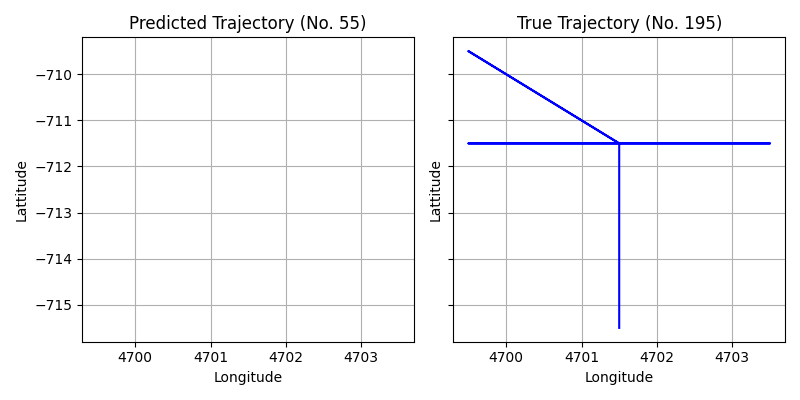 Predicted Trajectory (No. 55)
True Trajectory (No. 195)
−710
−711
−712
−713
−714
−715
Lattitude
4700 4701 4702 4703
Longitude
Lattitude
4700 4701 4702 4703
Longitude